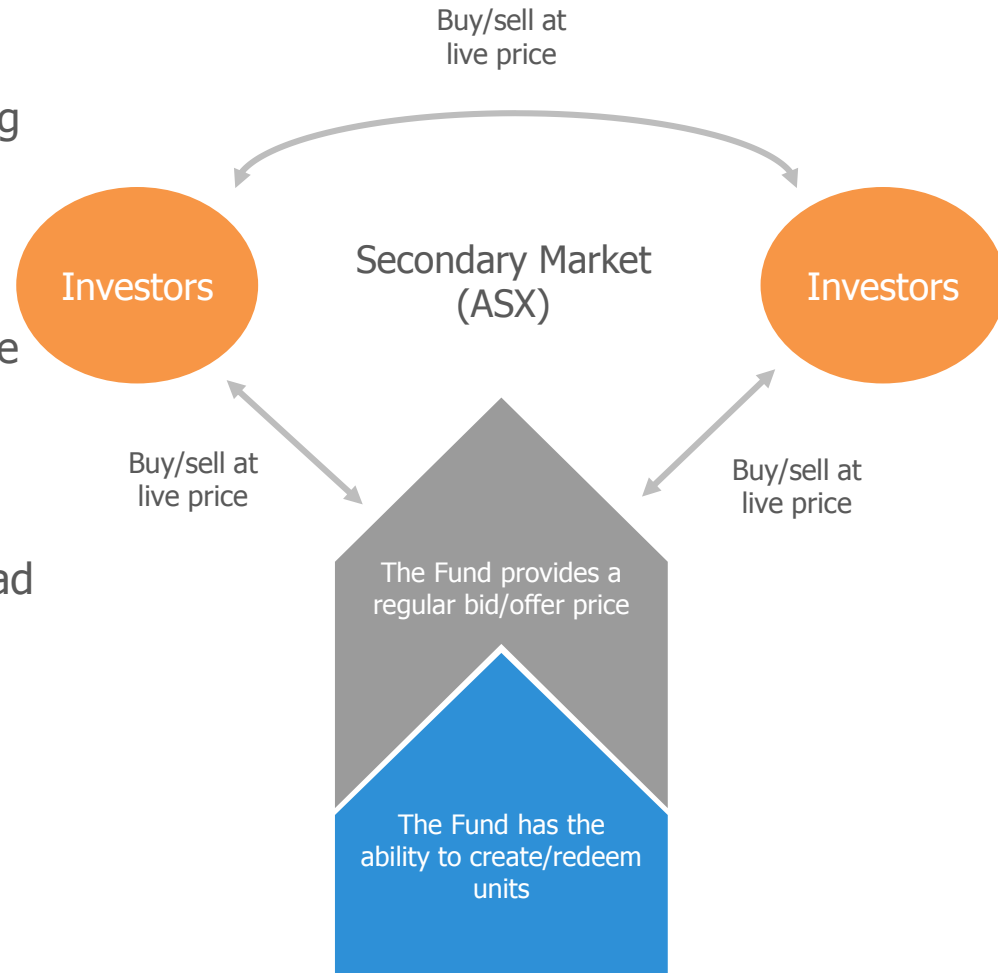 Buy/sell at
live price
g
Investors
Secondary Market
(ASX)
Investors
e
Buy/sell at
live price
Buy/sell at
live price
ad
The Fund provides a
regular bid/offer price
The Fund has the
ability to create/redeem
units